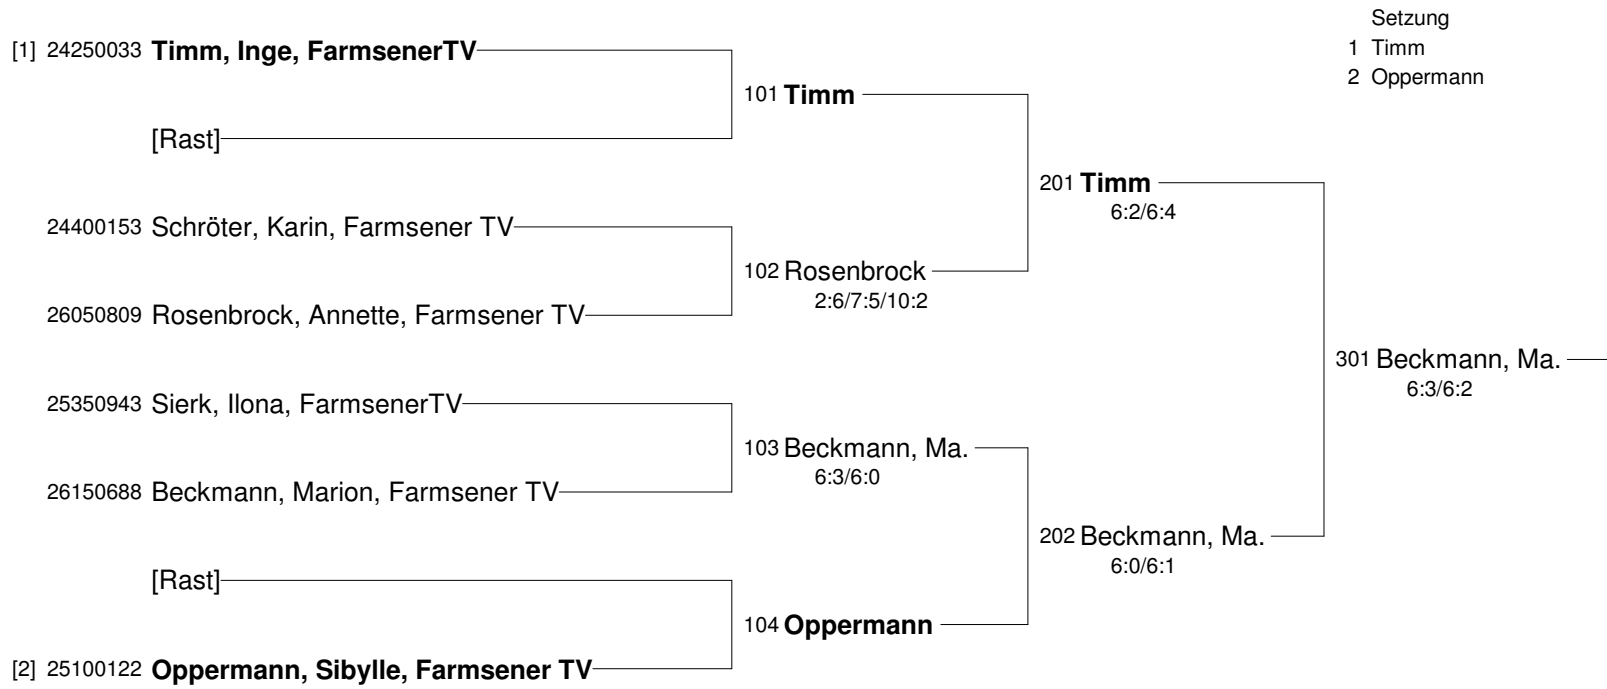 Setzung
1 Timm
2 Oppermann
[1] 24250033 Timm, Inge, FarmsenerTV
101 Timm
[Rast]
201 Timm
6:2/6:4
24400153 Schröter, Karin, Farmsener TV
102 Rosenbrock
2:6/7:5/10:2
26050809 Rosenbrock, Annette, Farmsener TV
301 Beckmann, Ma.
6:3/6:2
25350943 Sierk, Ilona, FarmsenerTV
103 Beckmann, Ma.
6:3/6:0
26150688 Beckmann, Marion, Farmsener TV
202 Beckmann, Ma.
6:0/6:1
[Rast]
104 Oppermann
[2] 25100122 Oppermann, Sibylle, Farmsener TV